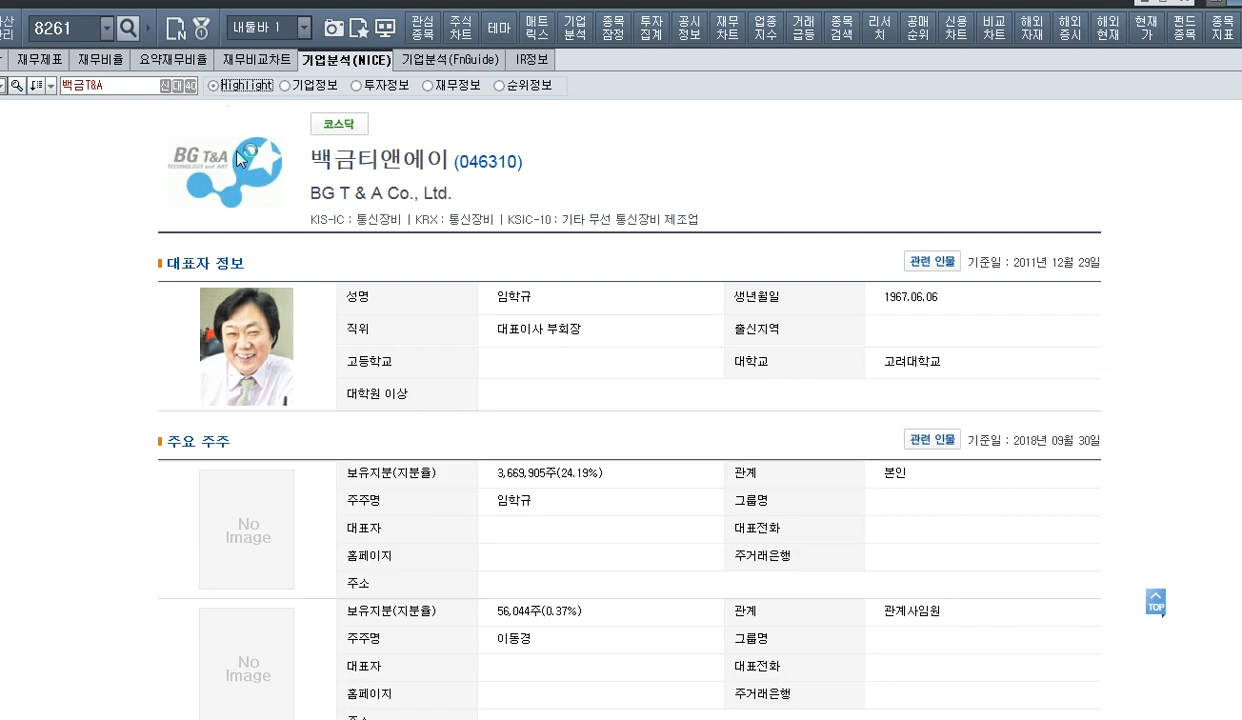 8261
내툴바 1
관심 종목
주식 차트
테마
매트 릭스
기업 분석
종목 잠정
투자 집계
공시 정보
재무 차트
업종 지수
거래 급등
종목 검색
리서 치
공매 순위
신용 차트
비교 차트
해외 자재
해외 증시
해외 현재
현재 가
펀드 종목
종목 지표
재무제표 재무비율 요약재무비율 재무비교차트 기업분석(NICE) 기업분석(FnGuide) IR정보
백금T&A 신 대 40 Highlight 기업정보 투자정보 재무정보 순위정보
코스닥
BG T&A
TECHNOLOGY and ART
백금티앤에이 (046310)
BG T & A Co., Ltd.
KIS-IC : 통신장비 | KRX : 통신장비 | KSIC-10 : 기타 무선 통신장비 제조업
대표자 정보 관련 인물 기준일 : 2011년 12월 29일
성명 임학규 생년월일 1967.06.06
직위 대표이사 부회장 출신지역
고등학교 대학교 고려대학교
대학원 이상
주요 주주 관련 인물 기준일 : 2018년 09월 30일
No Image
보유지분(지분율) 3,669,905주(24.19%) 관계 본인
주주명 임학규 그룹명
대표자 대표전화
홈페이지 주거래은행
주소
No Image
보유지분(지분율) 56,044주(0.37%) 관계 관계사임원
주주명 이동경 그룹명
대표자 대표전화
홈페이지 주거래은행
TOP